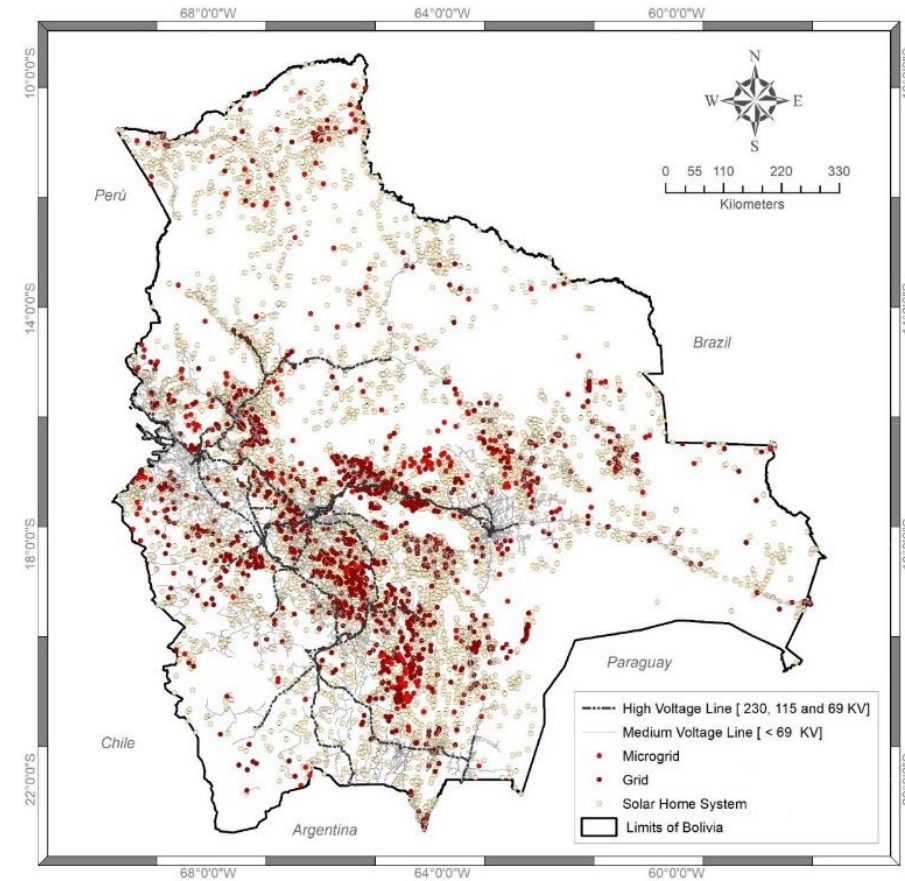 68°0'0"W 64°0'0"W 60°0'0"W
10°0'0"S
14°0'0"S
18°0'0"S
22°0'0"S
N
W E
S
0 55 110 220 330
Kilometers
Perú
Brazil
Paraguay
Chile
Argentina
High Voltage Line [ 230, 115 and 69 KV]
Medium Voltage Line [ < 69 KV]
Microgrid
Grid
Solar Home System
Limits of Bolivia
68°0'0"W 64°0'0"W 60°0'0"W